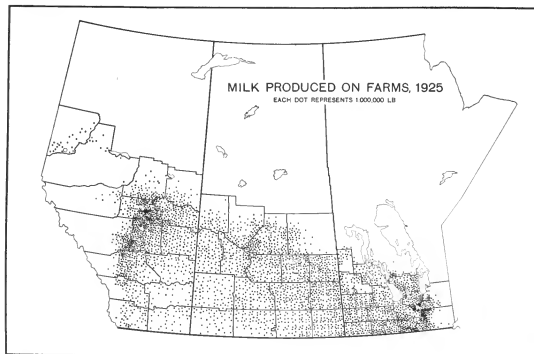 MILK PRODUCED ON FARMS, 1925
EACH DOT REPRESENTS 1,000,000 LB